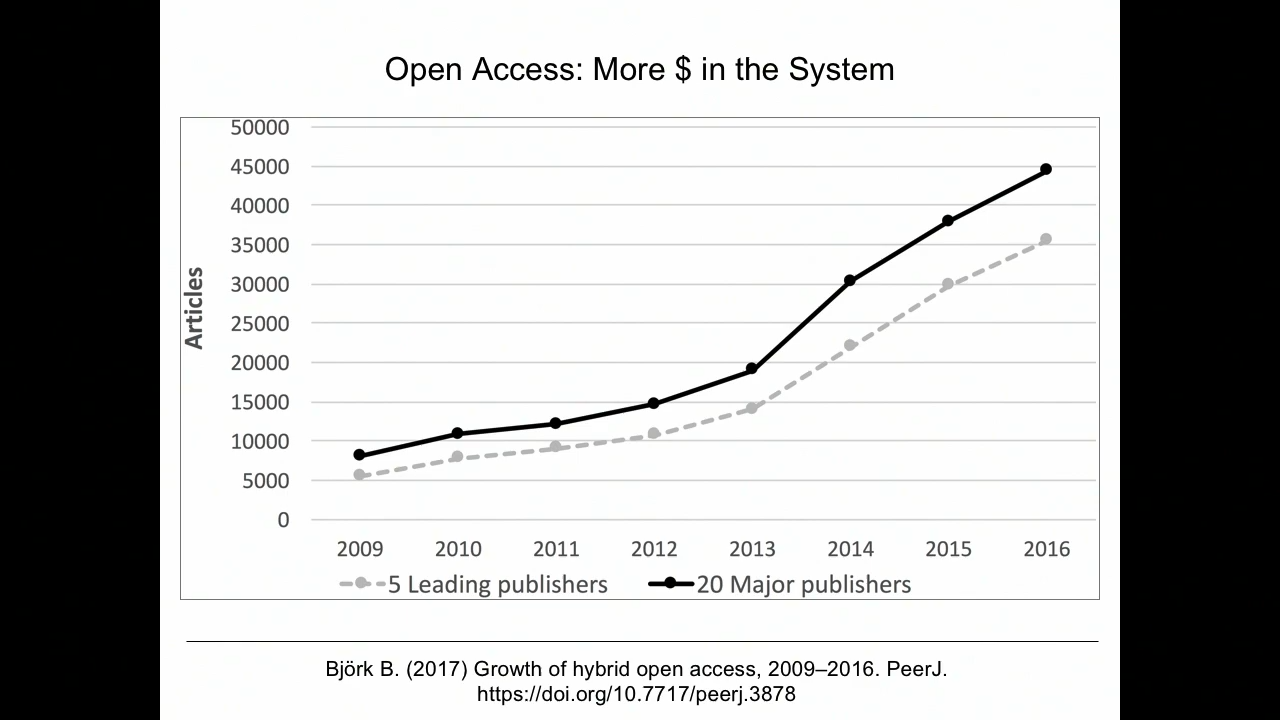 Open Access: More $ in the System
50000
45000
40000
35000
30000
25000
20000
15000
10000
5000
0
Articles
2009 2010 2011 2012 2013 2014 2015 2016
5 Leading publishers 20 Major publishers
Björk B. (2017) Growth of hybrid open access, 2009–2016. PeerJ.
https://doi.org/10.7717/peerj.3878